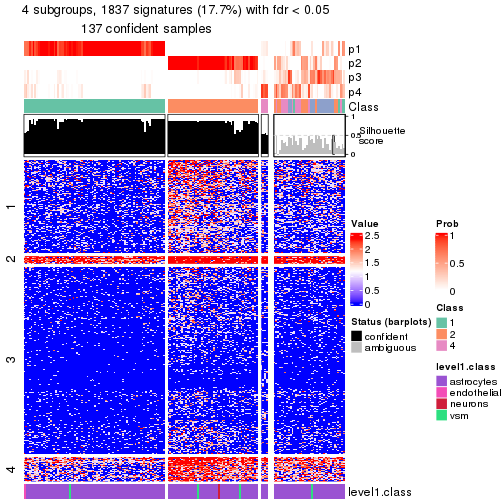 4 subgroups, 1837 signatures (17.7%) with fdr < 0.05
137 confident samples
p1
p2
p3
p4
Class
1
0.5
0
Silhouette
score
1
2
3
4
level1.class
Value
2.5
2
1.5
1
0.5
0
Prob
1
0.5
0
Status (barplots)
confident
ambiguous
Class
1
2
4
level1.class
astrocytes
endothelial
neurons
vsm